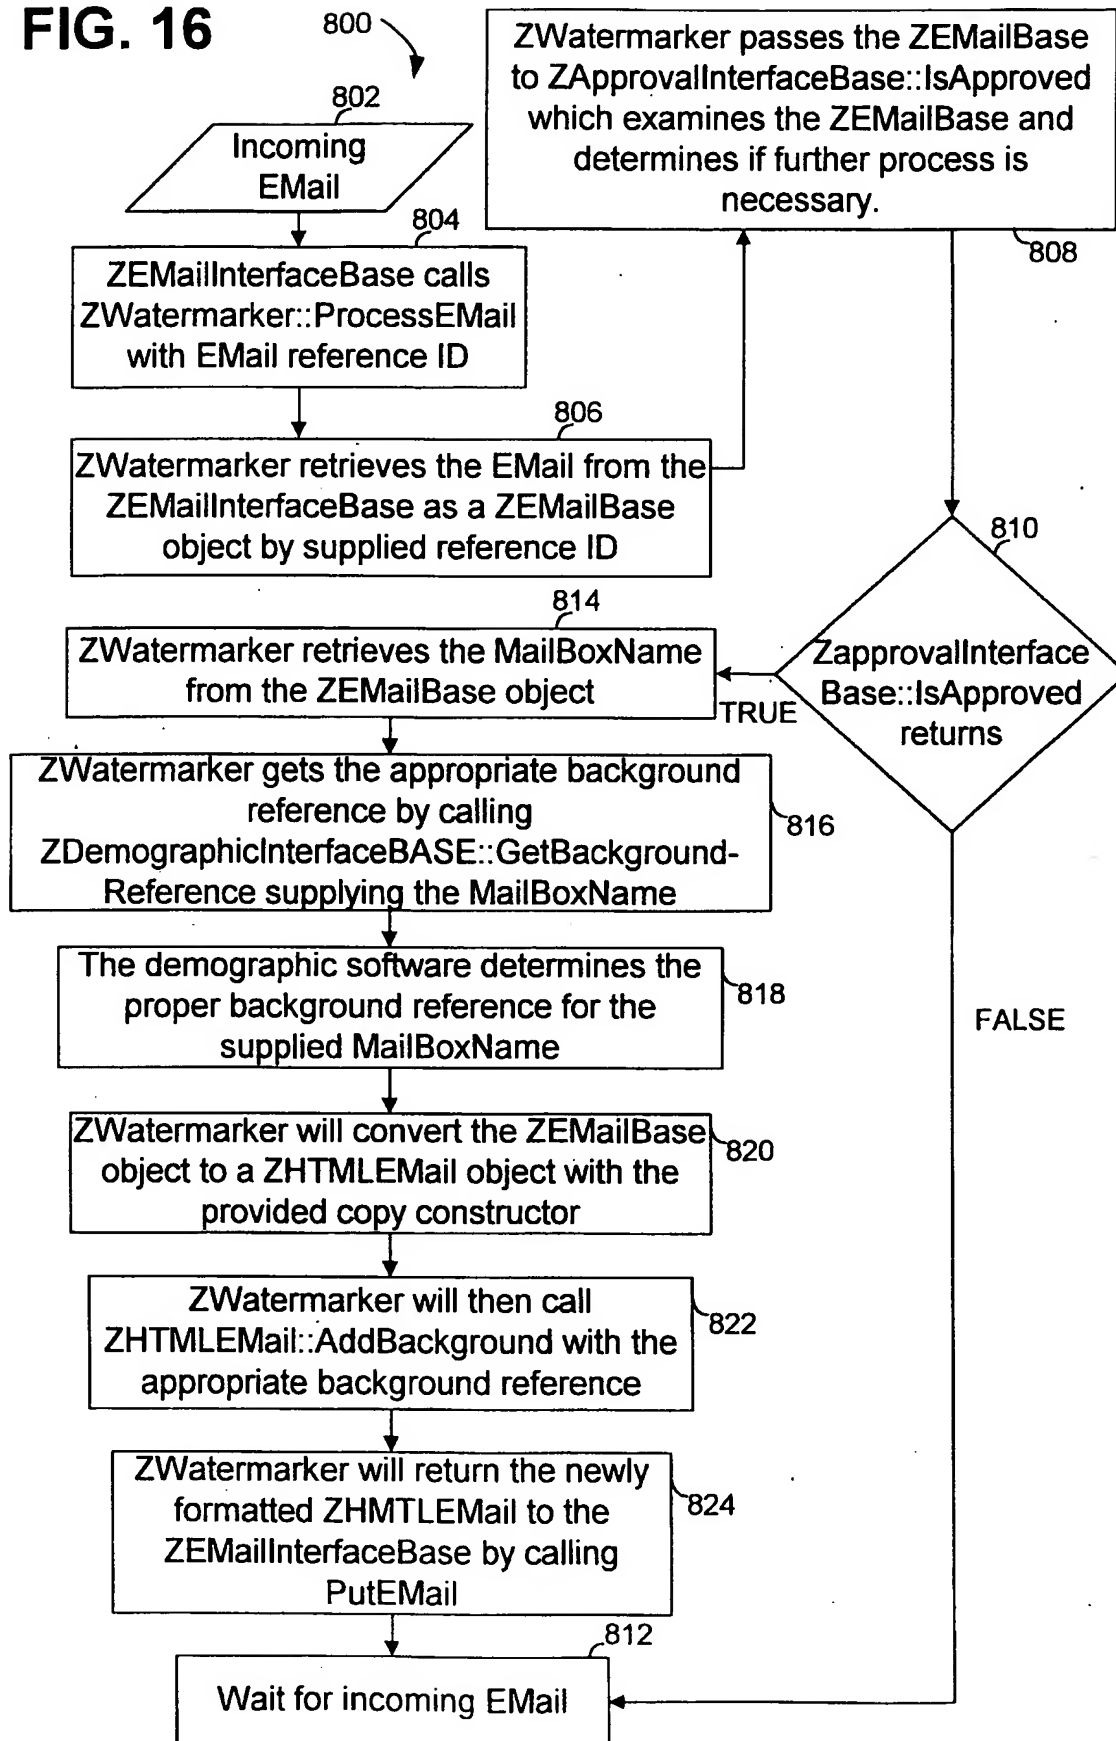 FIG. 16
800
802
Incoming
EMail
804
ZEMailInterfaceBase calls
ZWatermarker::ProcessEMail
with EMail reference ID
806
ZWatermarker retrieves the EMail from the
ZEMailInterfaceBase as a ZEMailBase
object by supplied reference ID
ZWatermarker passes the ZEMailBase
to ZApprovalInterfaceBase::IsApproved
which examines the ZEMailBase and
determines if further process is
necessary.
808
810
ZapprovalInterface
Base::IsApproved
returns
TRUE
FALSE
814
ZWatermarker retrieves the MailBoxName
from the ZEMailBase object
ZWatermarker gets the appropriate background
reference by calling
ZDemographicInterfaceBASE::GetBackground-
Reference supplying the MailBoxName
816
The demographic software determines the
proper background reference for the
supplied MailBoxName
818
ZWatermarker will convert the ZEMailBase
object to a ZHTMLEMail object with the
provided copy constructor
820
ZWatermarker will then call
ZHTMLEMail::AddBackground with the
appropriate background reference
822
ZWatermarker will return the newly
formatted ZHMTLEMail to the
ZEMailInterfaceBase by calling
PutEMail
824
812
Wait for incoming EMail